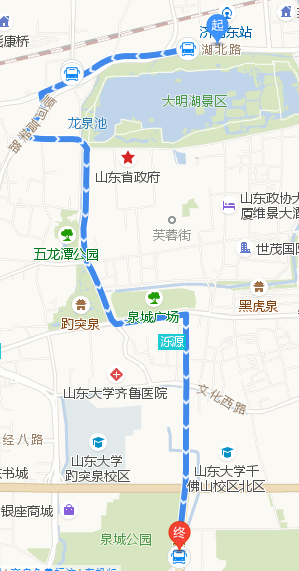 起
济
东站
康桥
湖北路
大明湖景区
顺河高架路
龙泉池
山东省政府
山东政协大
厦维景大酒
芙蓉街
世茂国际
五龙潭公园
黑虎泉
趵突泉
泉城广场
泺源
山东大学齐鲁医院
文化西路
经八路
山东大学
趵突泉校区
山东大学千
佛山校区北区
书城
银座商城
终
泉城公园